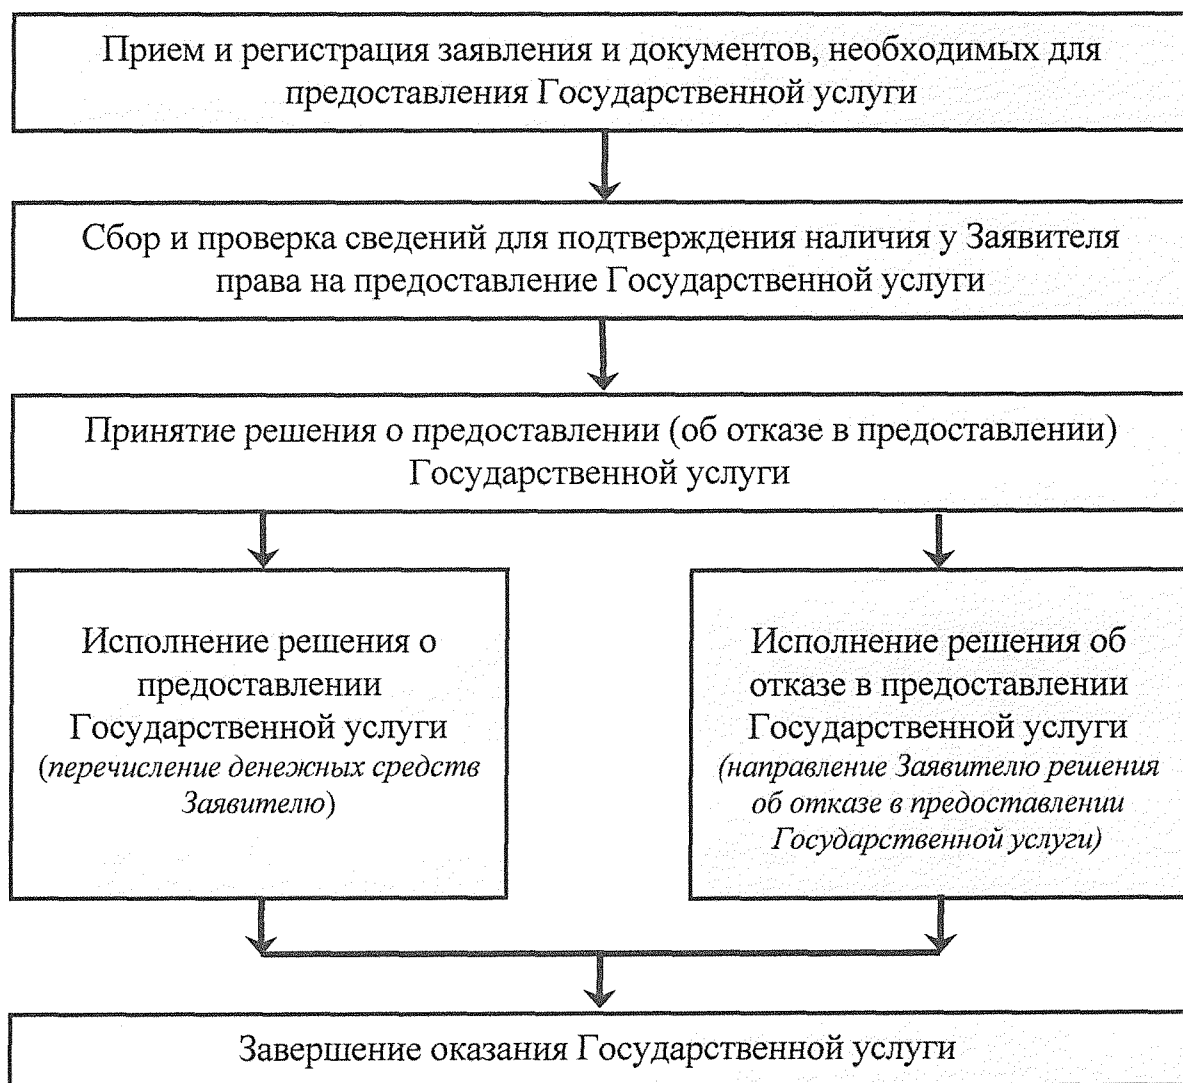 Прием и регистрация заявления и документов, необходимых для
предоставления Государственной услуги
Сбор и проверка сведений для подтверждения наличия у Заявителя
права на предоставление Государственной услуги
Принятие решения о предоставлении (об отказе в предоставлении)
Государственной услуги
Исполнение решения о
предоставлении
Государственной услуги
(перечисление денежных средств
Заявителю)
Исполнение решения об
отказе в предоставлении
Государственной услуги
(направление Заявителю решения
об отказе в предоставлении
Государственной услуги)
Завершение оказания Государственной услуги